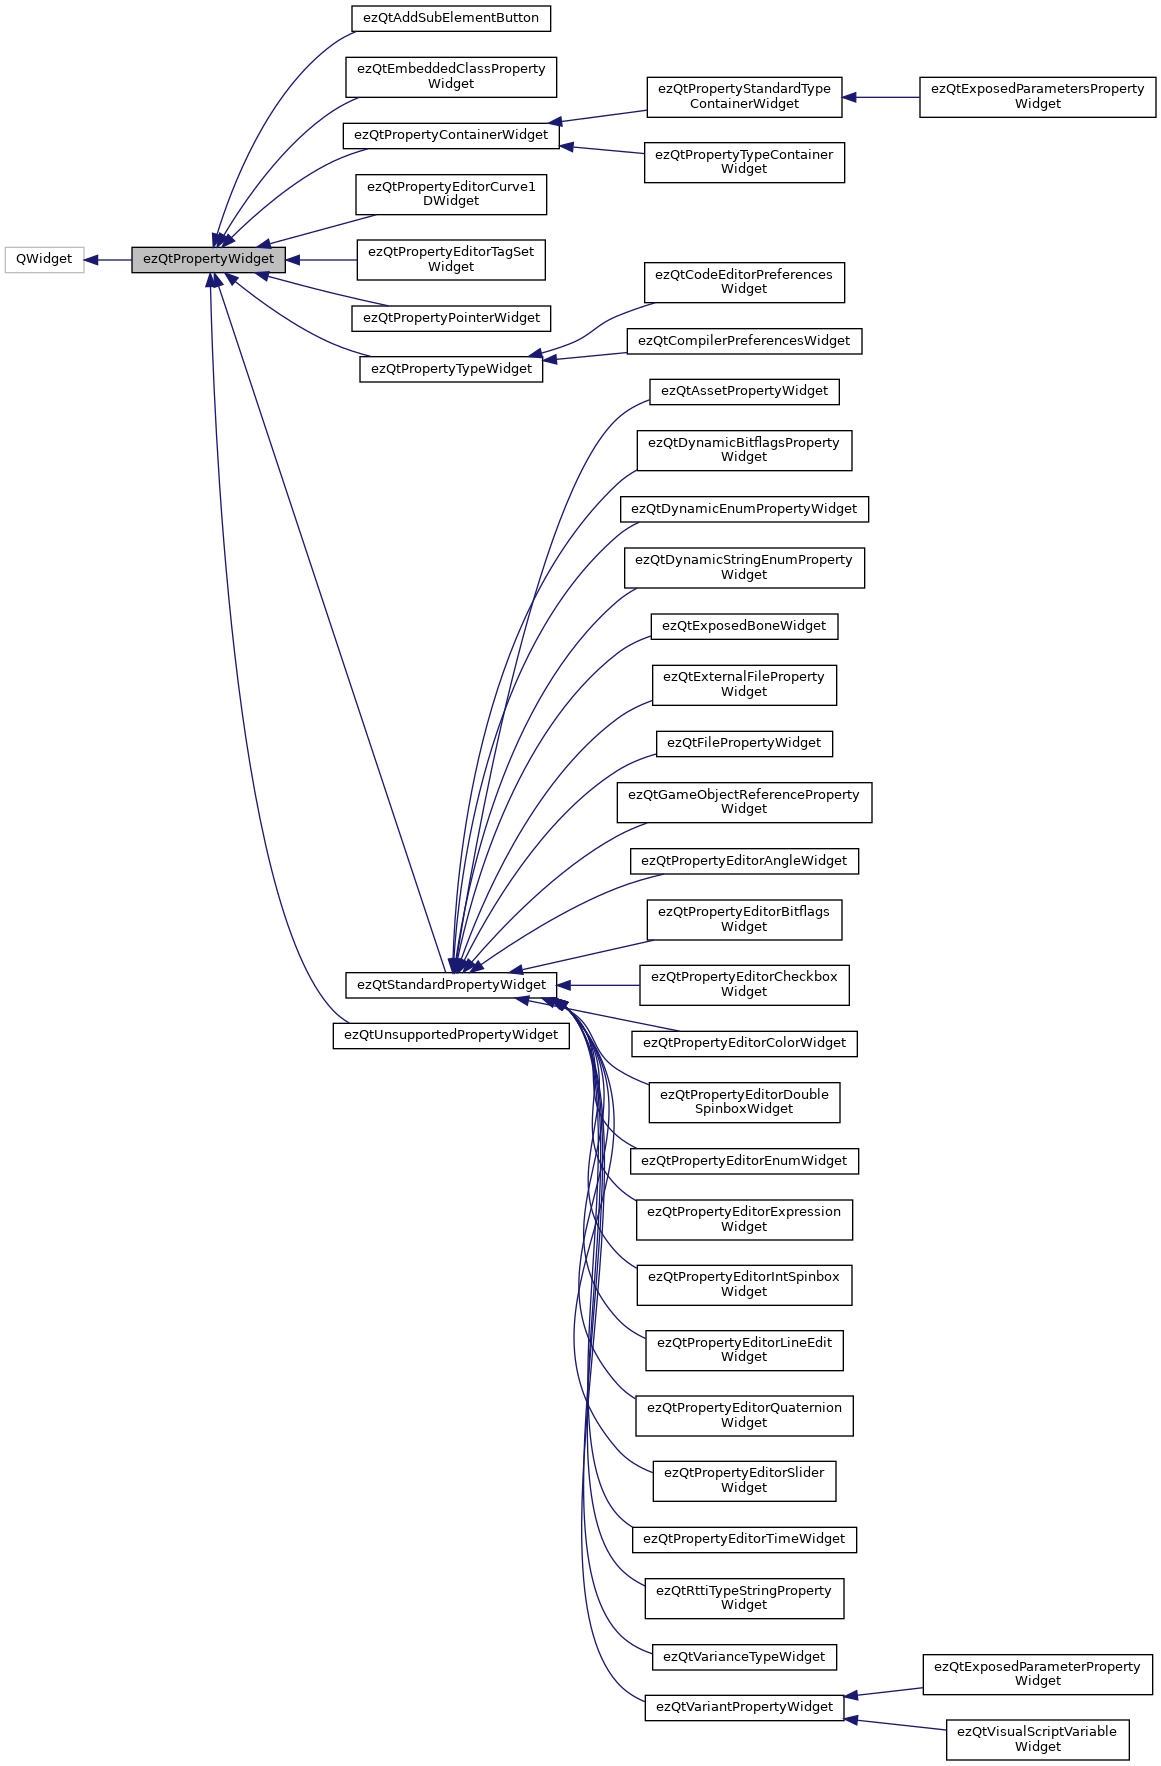 ezQtAddSubElementButton
ezQtEmbeddedClassProperty
Widget
ezQtPropertyStandardType
ContainerWidget
ezQtExposedParametersProperty
Widget
ezQtPropertyContainerWidget
ezQtPropertyTypeContainer
Widget
ezQtPropertyEditorCurve1
DWidget
QWidget
ezQtPropertyWidget
ezQtPropertyEditorTagSet
Widget
ezQtCodeEditorPreferences
Widget
ezQtPropertyPointerWidget
ezQtCompilerPreferencesWidget
ezQtPropertyTypeWidget
ezQtAssetPropertyWidget
ezQtDynamicBitflagsProperty
Widget
ezQtDynamicEnumPropertyWidget
ezQtDynamicStringEnumProperty
Widget
ezQtExposedBoneWidget
ezQtExternalFileProperty
Widget
ezQtFilePropertyWidget
ezQtGameObjectReferenceProperty
Widget
ezQtPropertyEditorAngleWidget
ezQtPropertyEditorBitflags
Widget
ezQtStandardPropertyWidget
ezQtPropertyEditorCheckbox
Widget
ezQtUnsupportedPropertyWidget
ezQtPropertyEditorColorWidget
ezQtPropertyEditorDouble
SpinboxWidget
ezQtPropertyEditorEnumWidget
ezQtPropertyEditorExpression
Widget
ezQtPropertyEditorIntSpinbox
Widget
ezQtPropertyEditorLineEdit
Widget
ezQtPropertyEditorQuaternion
Widget
ezQtPropertyEditorSlider
Widget
ezQtPropertyEditorTimeWidget
ezQtRttiTypeStringProperty
Widget
ezQtVarianceTypeWidget
ezQtVariantPropertyWidget
ezQtExposedParameterProperty
Widget
ezQtVisualScriptVariable
Widget